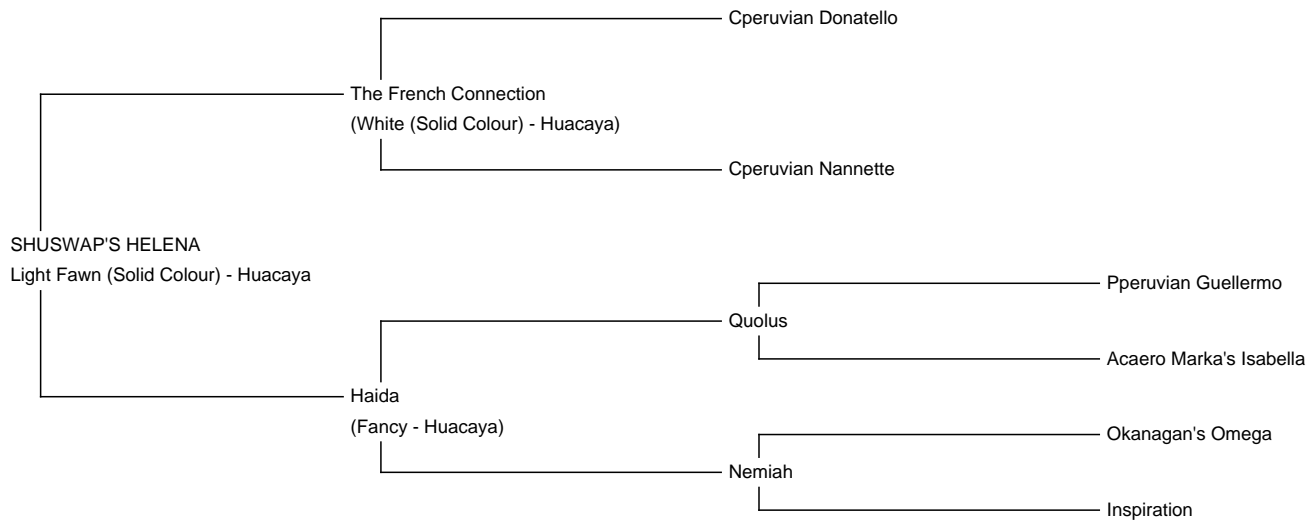 Cperuvian Donatello
The French Connection
(White (Solid Colour) - Huacaya)
Cperuvian Nannette
SHUSWAP'S HELENA
Light Fawn (Solid Colour) - Huacaya
Pperuvian Guellermo
Quolus
Acaero Marka's Isabella
Haida
(Fancy - Huacaya)
Okanagan's Omega
Nemiah
Inspiration